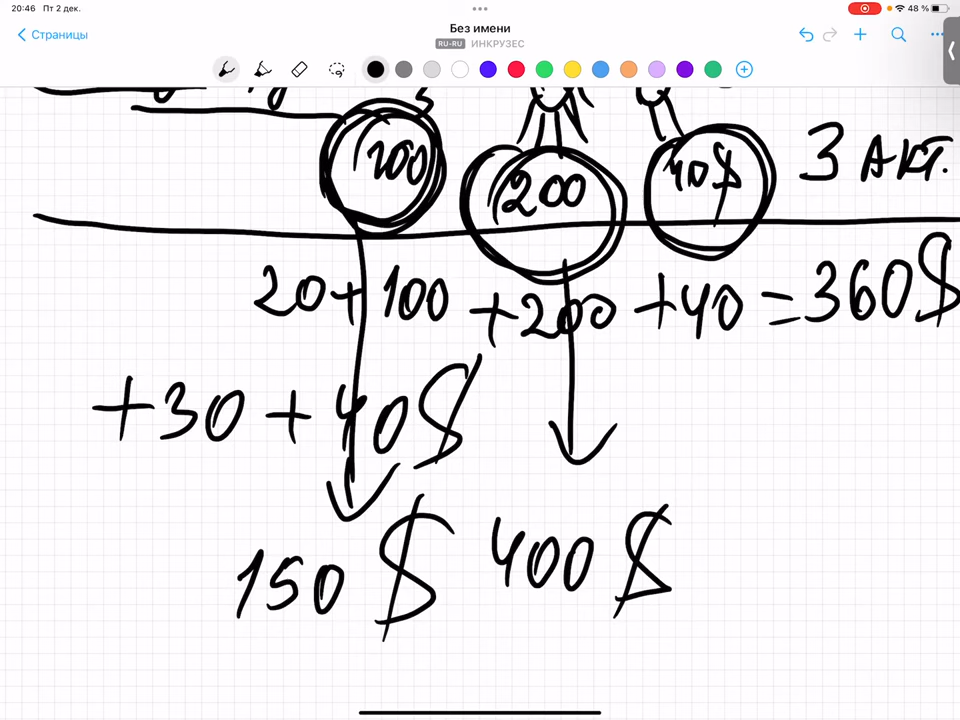 20:46 Пт 2 дек. 48 %
Страницы
Без имени
RU-RU ИНКРУЗЕС
100 200 40$ 3 АКТ.
20+100 +200 +40 =360$
+30 +40$
150$ 400$